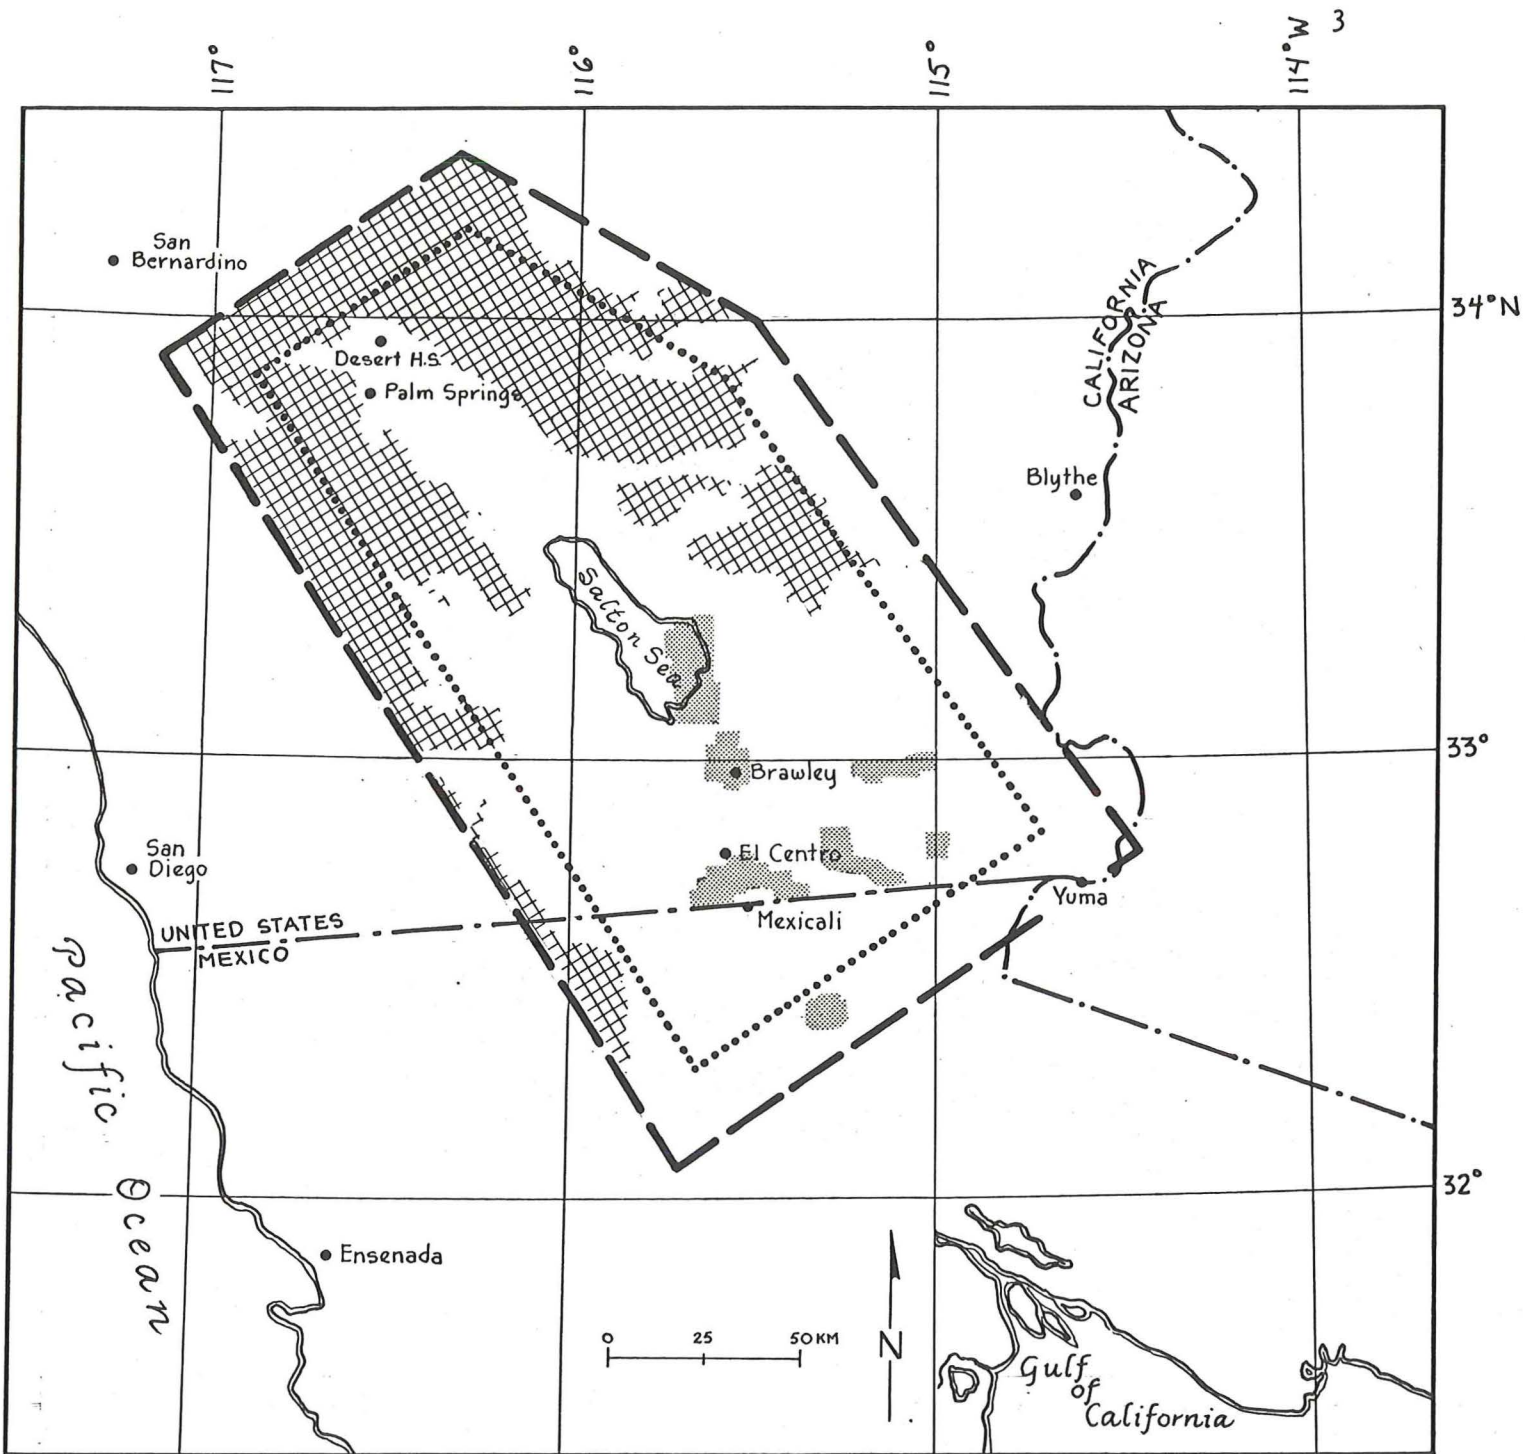 3
117°
116°
115°
114°W
San
Bernardino
34°N
CALIFORNIA
ARIZONA
Desert H.S.
Palm Springs
Blythe
Salton Sea
33°
Brawley
San
Diego
El Centro
Yuma
UNITED STATES
MEXICO
Mexicali
Pacific
Ocean
32°
Ensenada
0 25 50 KM
N
Gulf
of
California